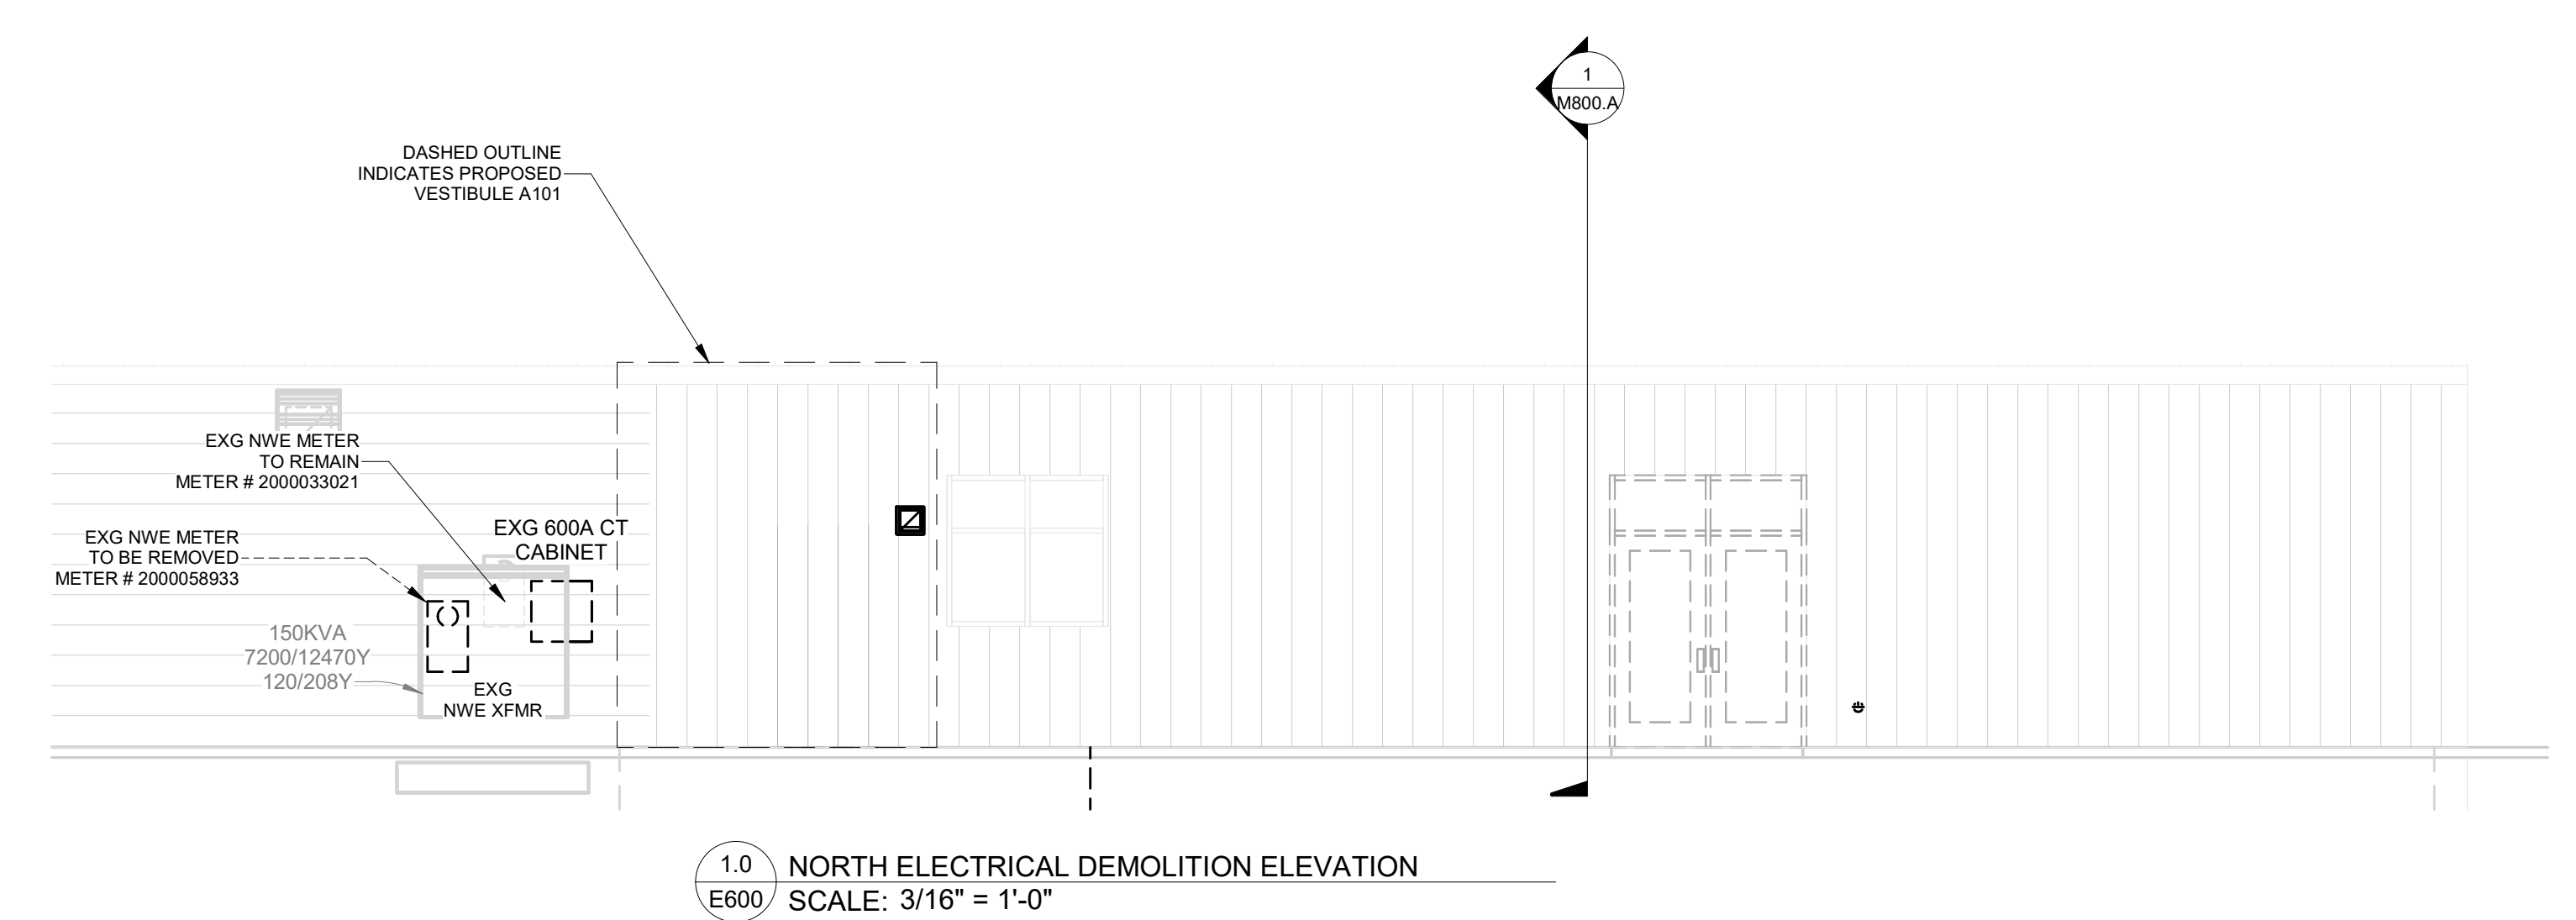 1
M800.A
DASHED OUTLINE
INDICATES PROPOSED
VESTIBULE A101
EXG NWE METER
TO REMAIN
METER # 2000033021
EXG NWE METER
TO BE REMOVED
METER # 2000058933
EXG 600A CT
CABINET
150KVA
7200/12470Y
120/208Y
EXG
NWE XFMR
1.0
E600
NORTH ELECTRICAL DEMOLITION ELEVATION
SCALE: 3/16" = 1'-0"